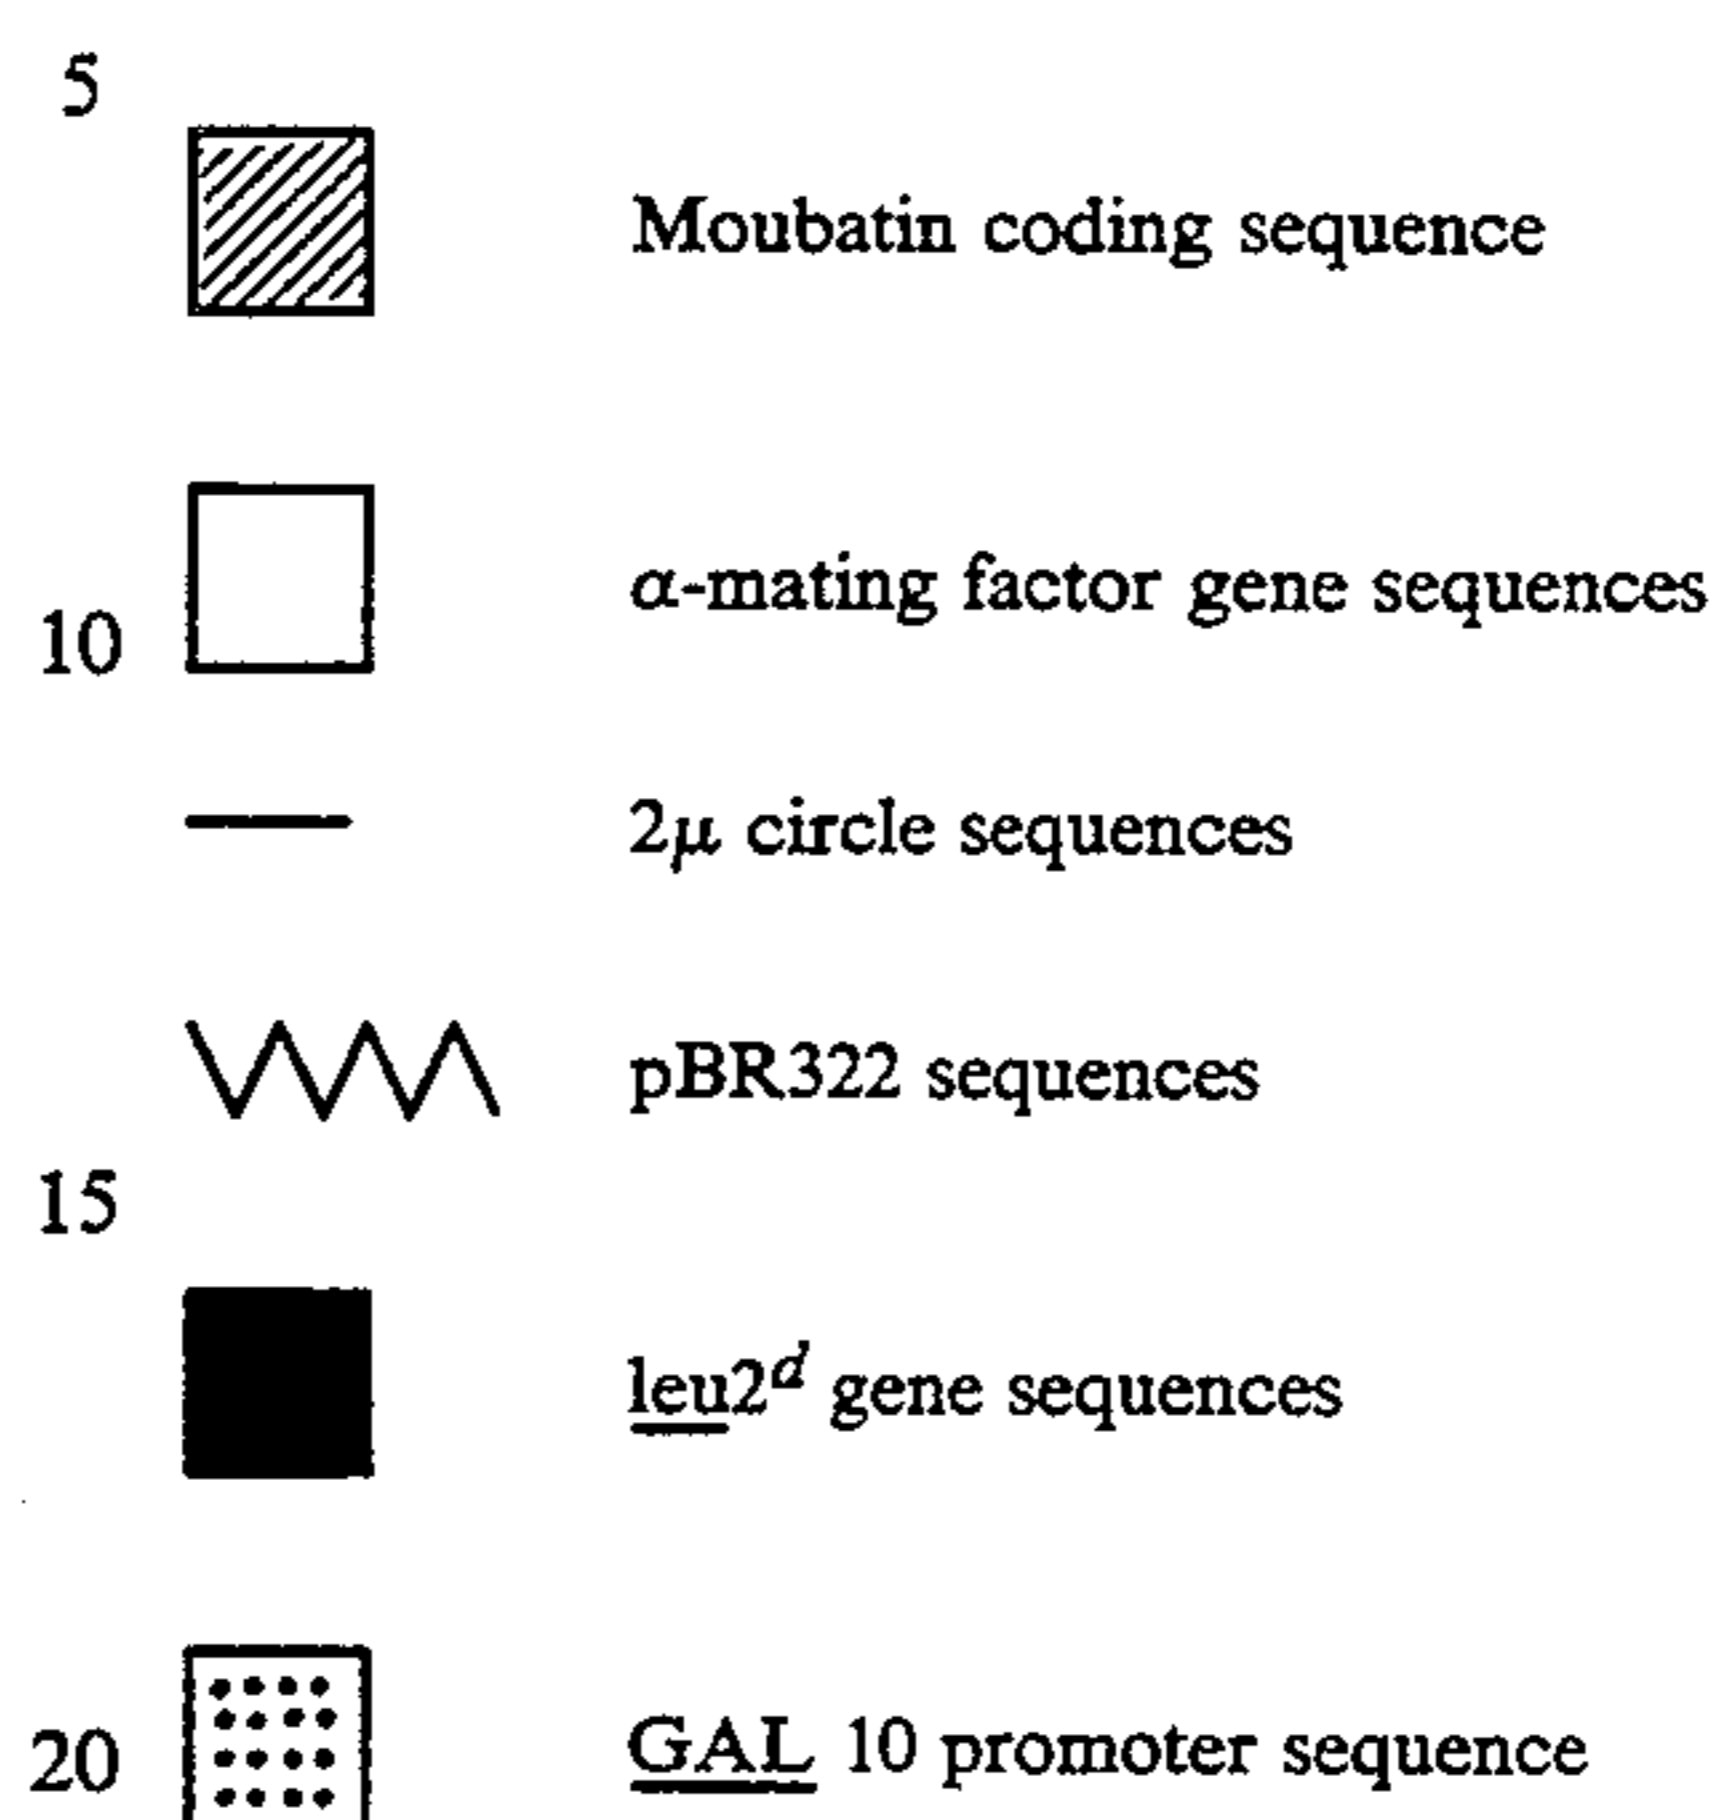 5
Moubatin coding sequence
α-mating factor gene sequences
10
2μ circle sequences
pBR322 sequences
15
leu2ᵈ gene sequences
20 GAL 10 promoter sequence